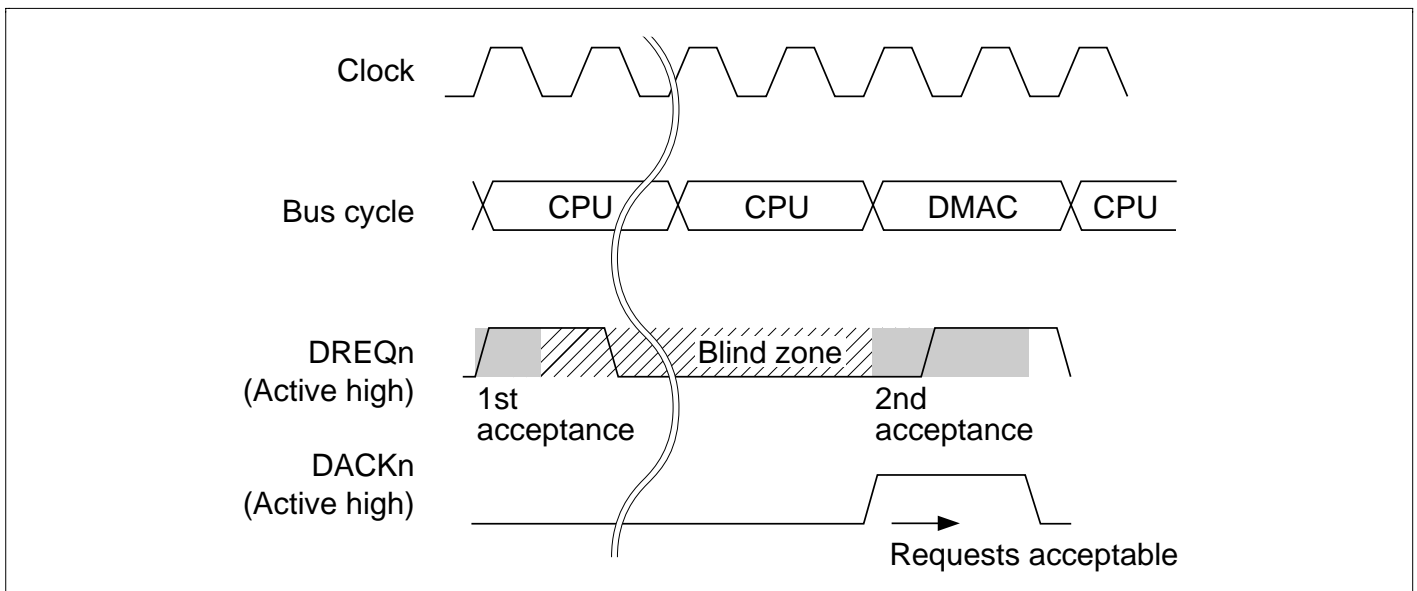 Clock
Bus cycle
CPU
CPU
DMAC
CPU
DREQn
(Active high)
Blind zone
1st
acceptance
2nd
acceptance
DACKn
(Active high)
Requests acceptable